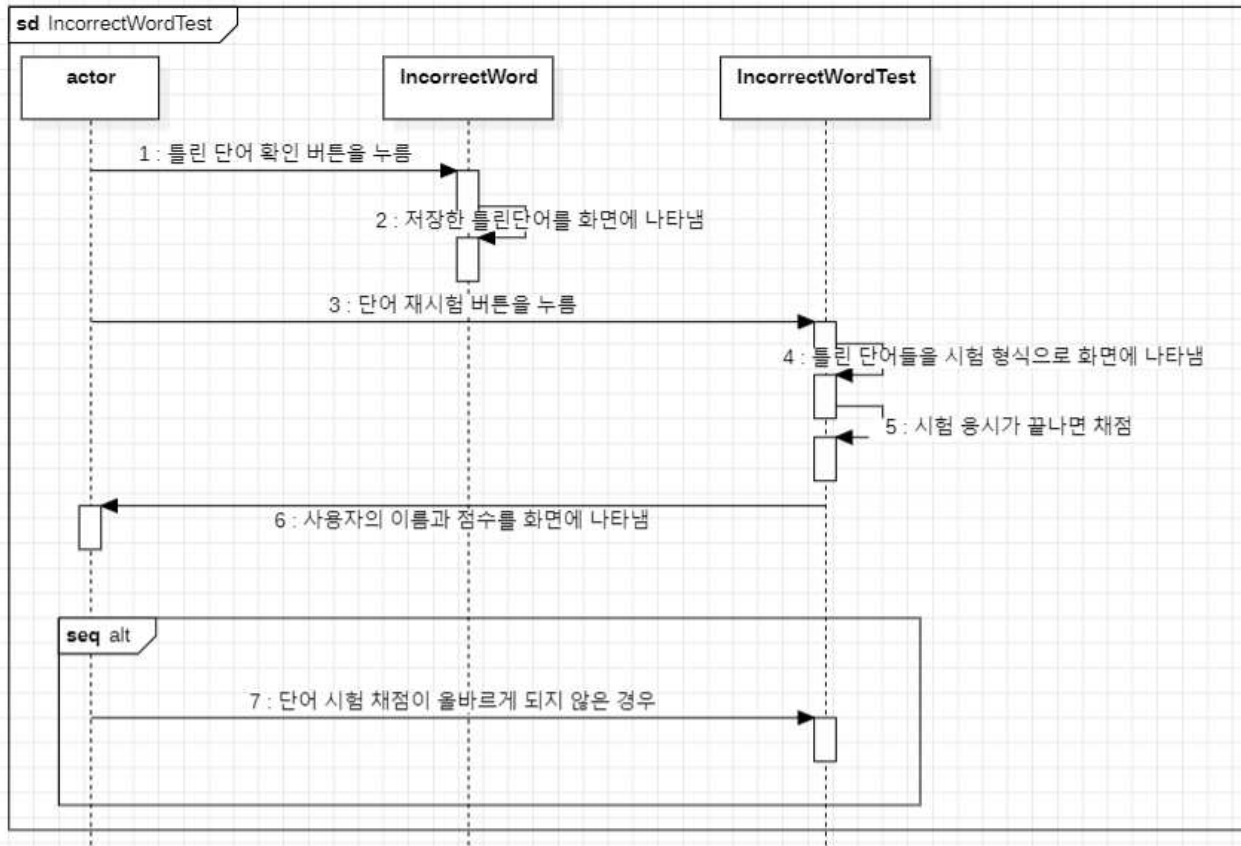 sd IncorrectWordTest
actor
IncorrectWord
IncorrectWordTest
1 : 틀린 단어 확인 버튼을 누름
2 : 저장한 틀린단어를 화면에 나타냄
3 : 단어 재시험 버튼을 누름
4 : 틀린 단어들을 시험 형식으로 화면에 나타냄
5 : 시험 응시가 끝나면 채점
6 : 사용자의 이름과 점수를 화면에 나타냄
seq alt
7 : 단어 시험 채점이 올바르게 되지 않은 경우